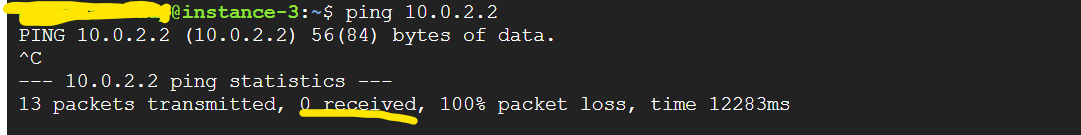 @instance-3:~$ ping 10.0.2.2
PING 10.0.2.2 (10.0.2.2) 56(84) bytes of data.
^C
--- 10.0.2.2 ping statistics ---
13 packets transmitted, 0 received, 100% packet loss, time 12283ms